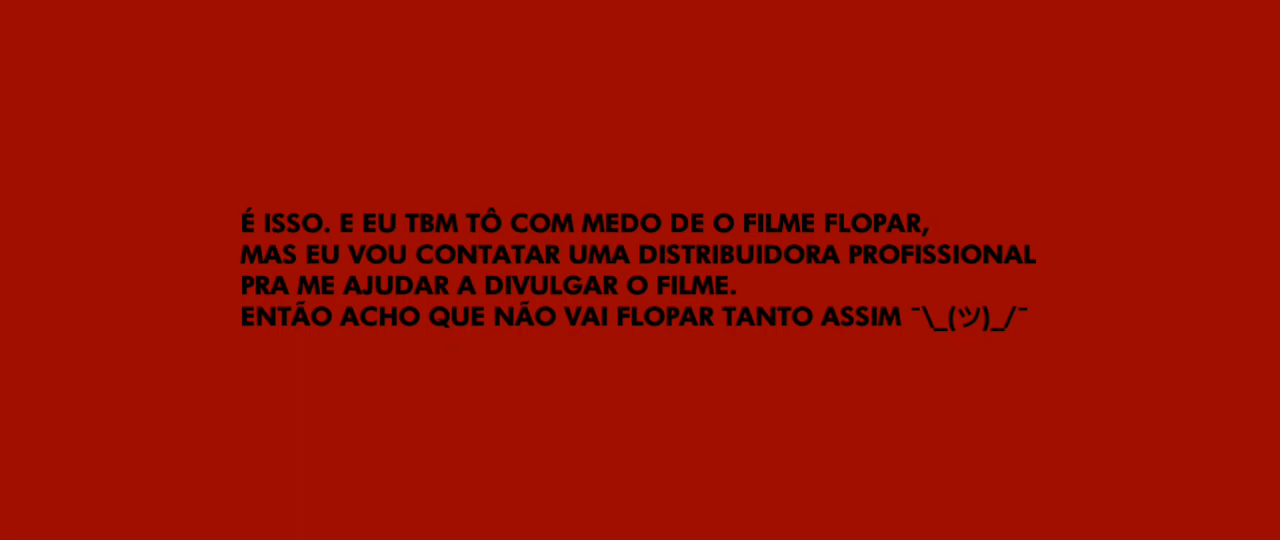 É ISSO. E EU TBM TÔ COM MEDO DE O FILME FLOPAR,
MAS EU VOU CONTATAR UMA DISTRIBUIDORA PROFISSIONAL
PRA ME AJUDAR A DIVULGAR O FILME.
ENTÃO ACHO QUE NÃO VAI FLOPAR TANTO ASSIM ¯\_(ツ)_/¯